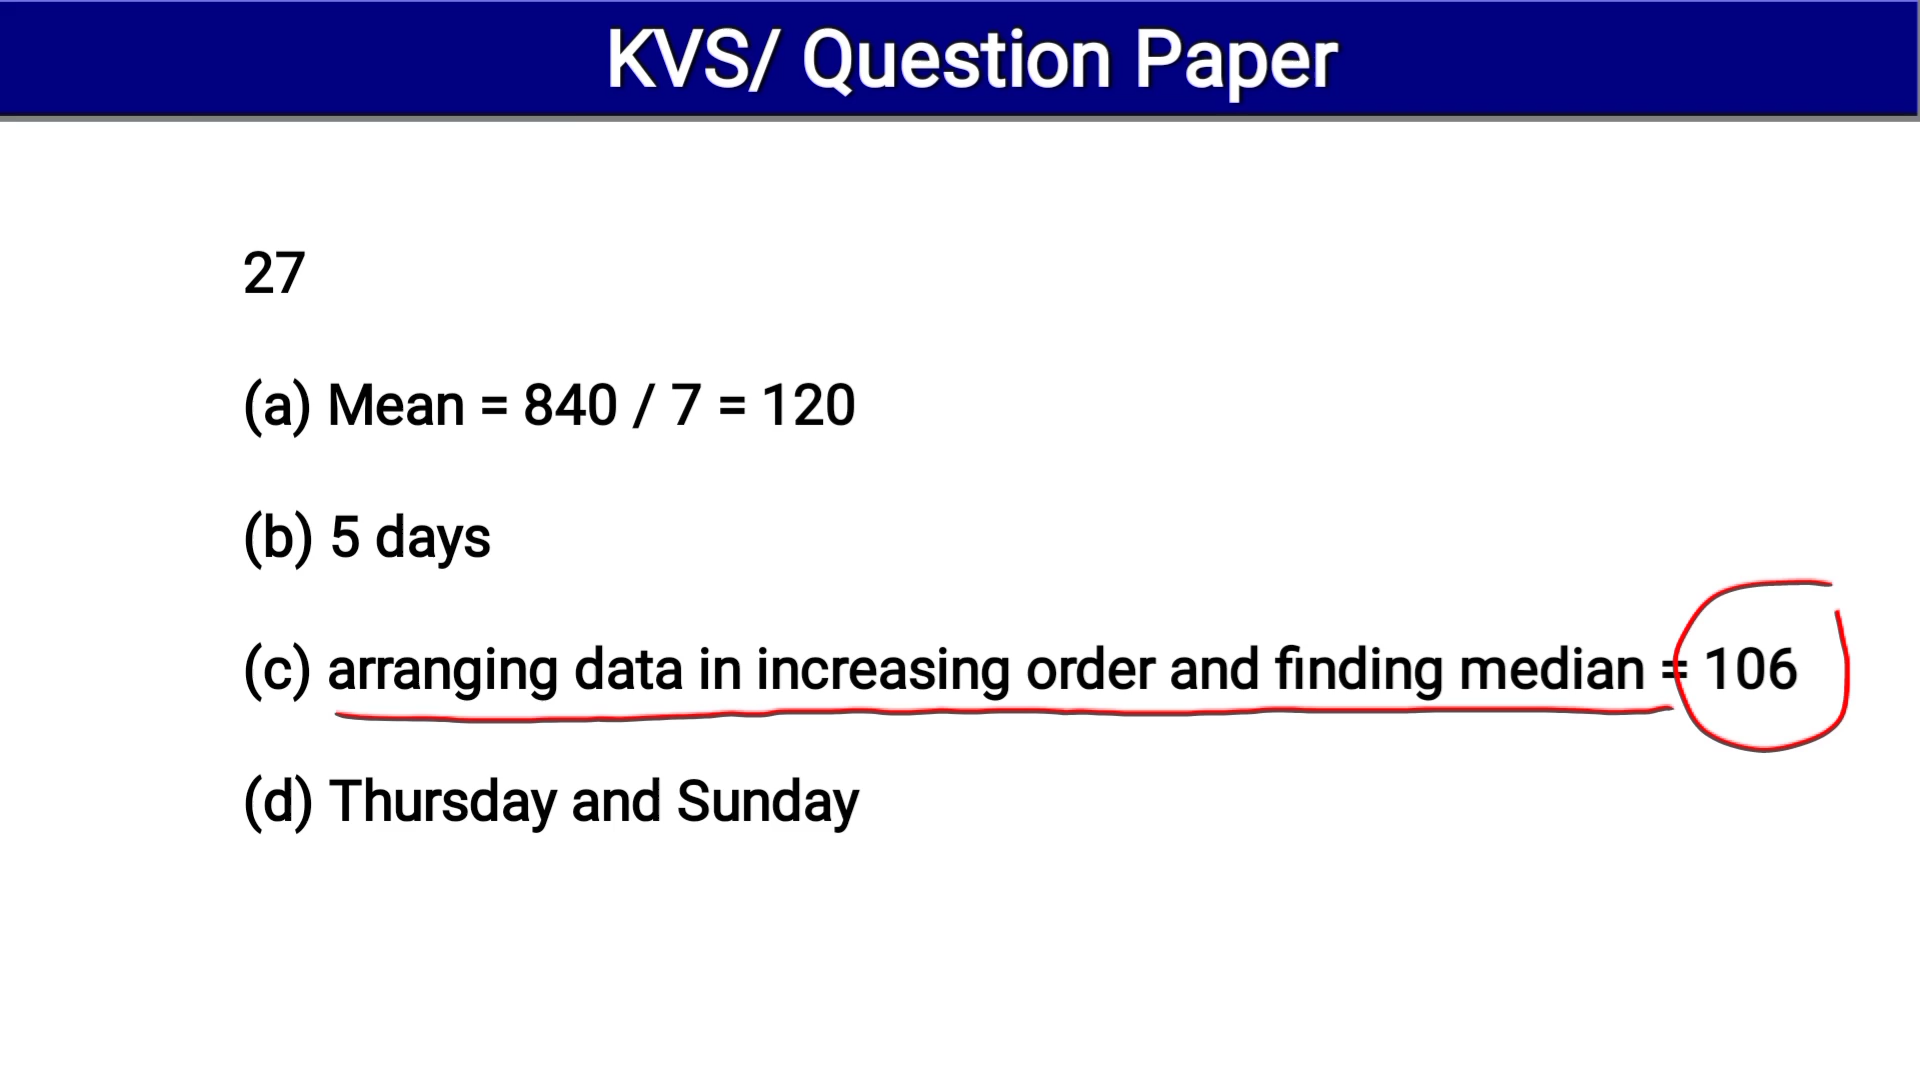 KVS/ Question Paper
27
(a) Mean = 840 / 7 = 120
(b) 5 days
(c) arranging data in increasing order and finding median = 106
(d) Thursday and Sunday